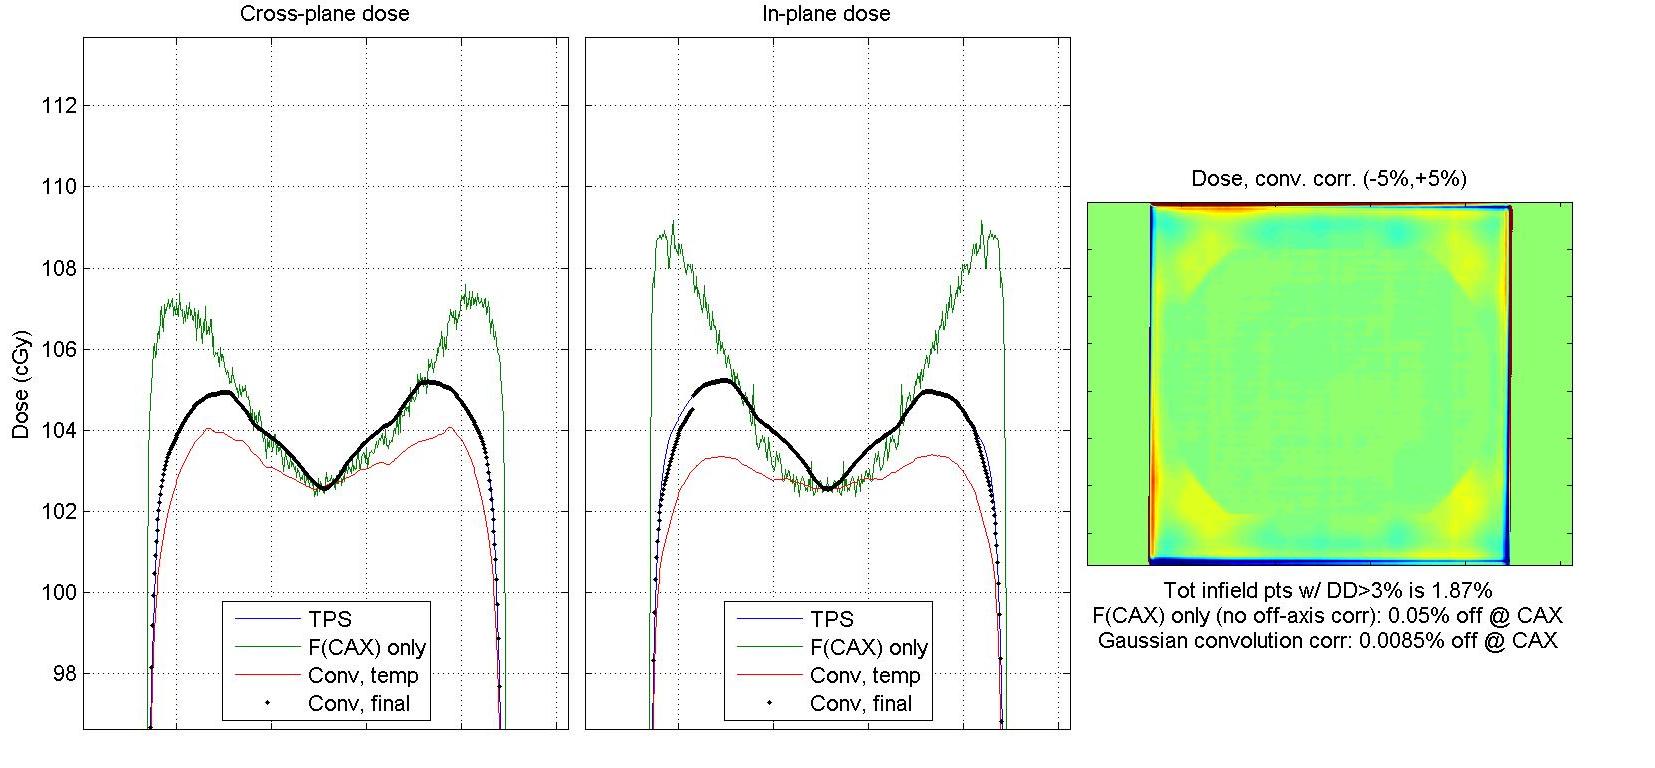 Cross-plane dose
In-plane dose
112
110
108
106
104
102
100
98
Dose (cGy)
TPS
F(CAX) only
Conv, temp
Conv, final
TPS
F(CAX) only
Conv, temp
Conv, final
Dose, conv. corr. (-5%,+5%)
Tot infield pts w/ DD>3% is 1.87%
F(CAX) only (no off-axis corr): 0.05% off @ CAX
Gaussian convolution corr: 0.0085% off @ CAX